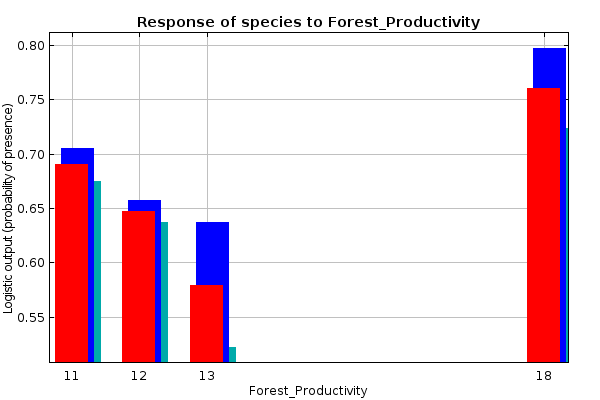 Response of species to Forest_Productivity
Logistic output (probability of presence)
0.80
0.75
0.70
0.65
0.60
0.55
11 12 13 18
Forest_Productivity